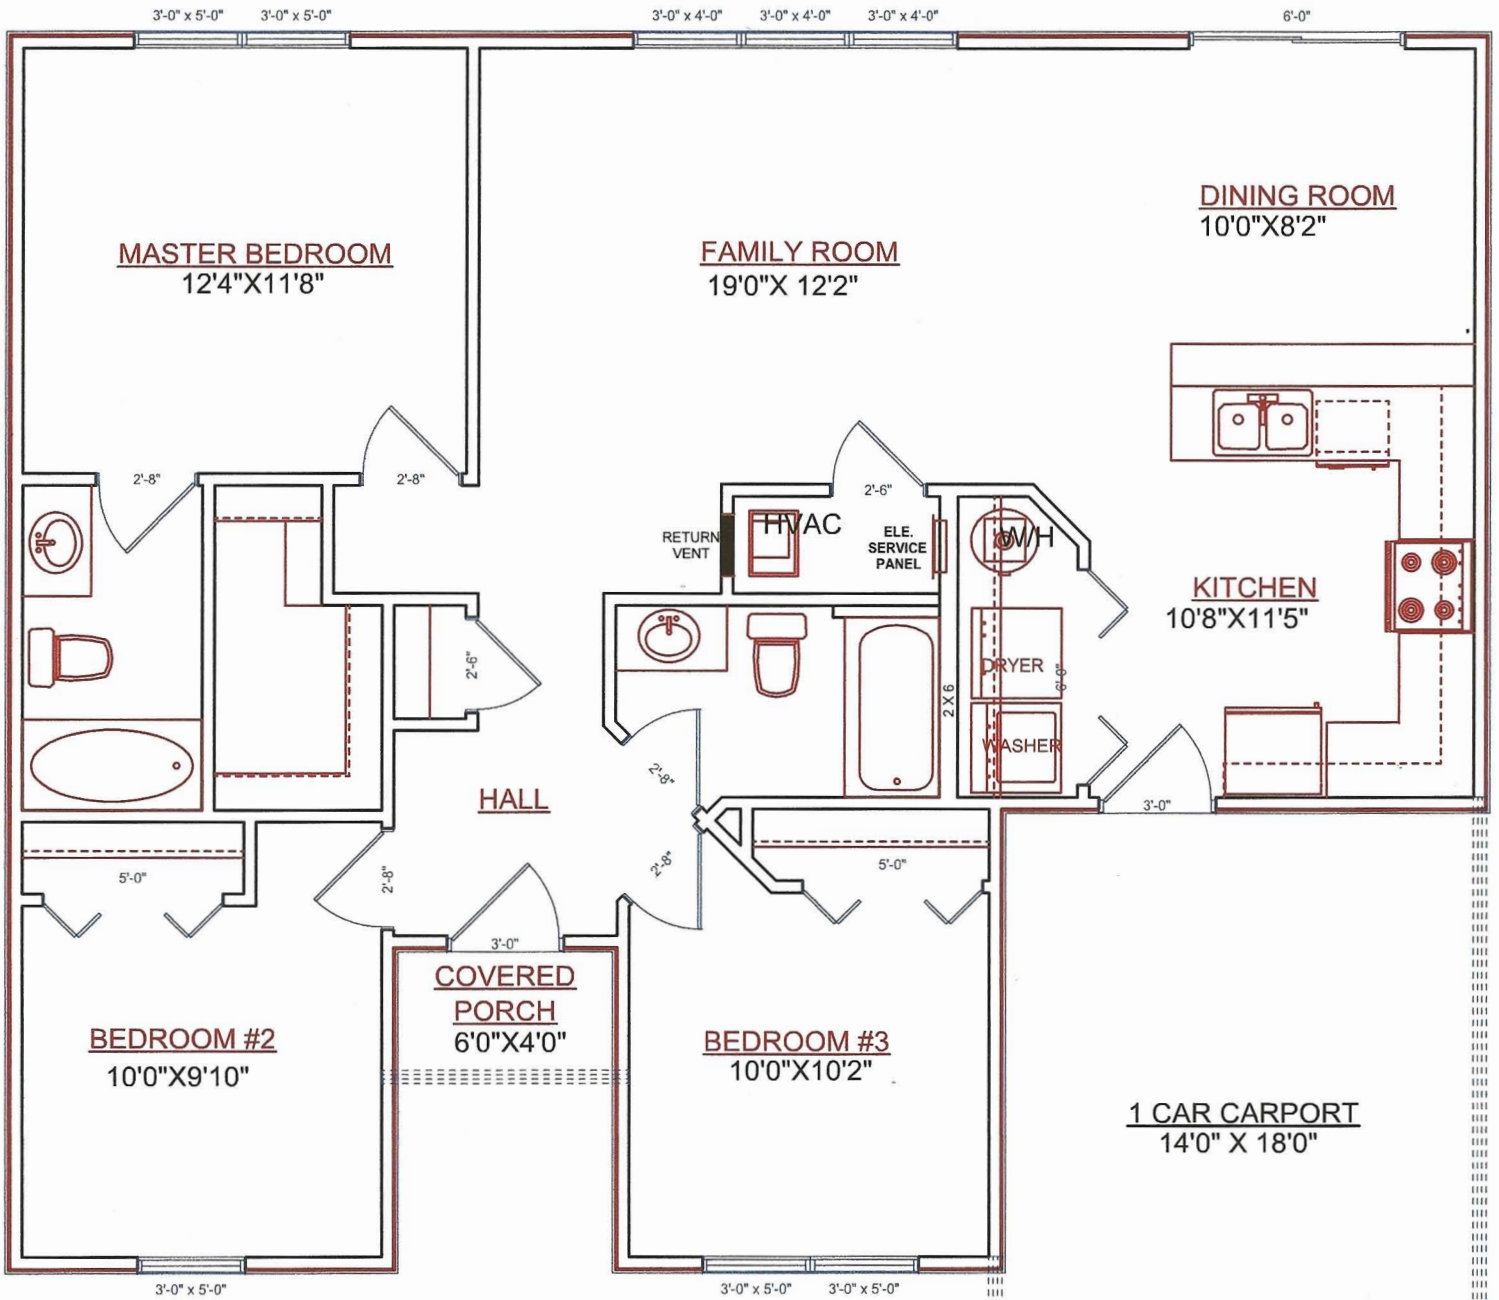 3'-0" x 5'-0"
3'-0" x 5'-0"
3'-0" x 4'-0"
3'-0" x 4'-0"
3'-0" x 4'-0"
6'-0"
DINING ROOM
10'0"X8'2"
MASTER BEDROOM
12'4"X11'8"
FAMILY ROOM
19'0"X 12'2"
2'-8"
2'-8"
2'-6"
RETURN
VENT
HVAC
ELE.
SERVICE
PANEL
W/H
KITCHEN
10'8"X11'5"
2'-6"
DRYER
6'-0"
2 X 6
WASHER
2'-8"
HALL
3'-0"
5'-0"
2'-8"
2'-8"
5'-0"
3'-0"
COVERED
PORCH
6'0"X4'0"
BEDROOM #2
10'0"X9'10"
BEDROOM #3
10'0"X10'2"
1 CAR CARPORT
14'0" X 18'0"
3'-0" x 5'-0"
3'-0" x 5'-0"
3'-0" x 5'-0"